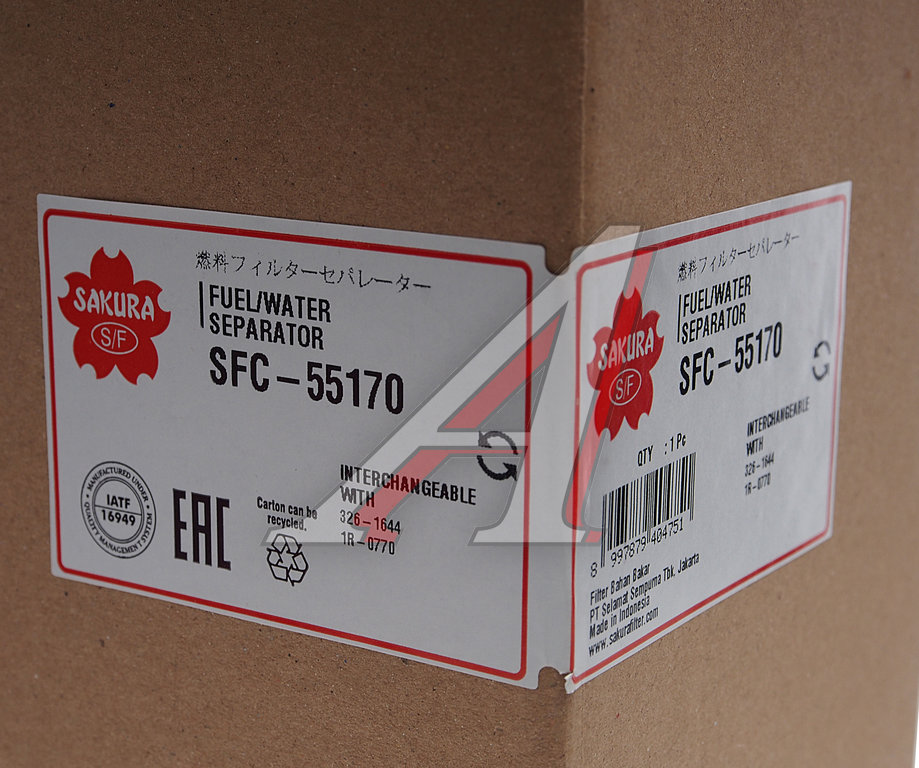 燃料フィルターセパレーター
SAKURA
S/F
FUEL/WATER
SEPARATOR
SFC-55170
INTERCHANGEABLE
WITH
326-1644
1R-0770
MANUFACTURED UNDER
IATF
16949
QUALITY MANAGEMENT SYSTEM
EAC
Carton can be
recycled.
燃料フィルターセパレーター
SAKURA
S/F
FUEL/WATER
SEPARATOR
SFC-55170
QTY : 1 Pc
INTERCHANGEABLE
WITH
326-1644
1R-0770
8 997879 404751
Filter Bahan Bakar
PT Selamat Sempurna Tbk, Jakarta
Made in Indonesia
www.sakurafilter.com